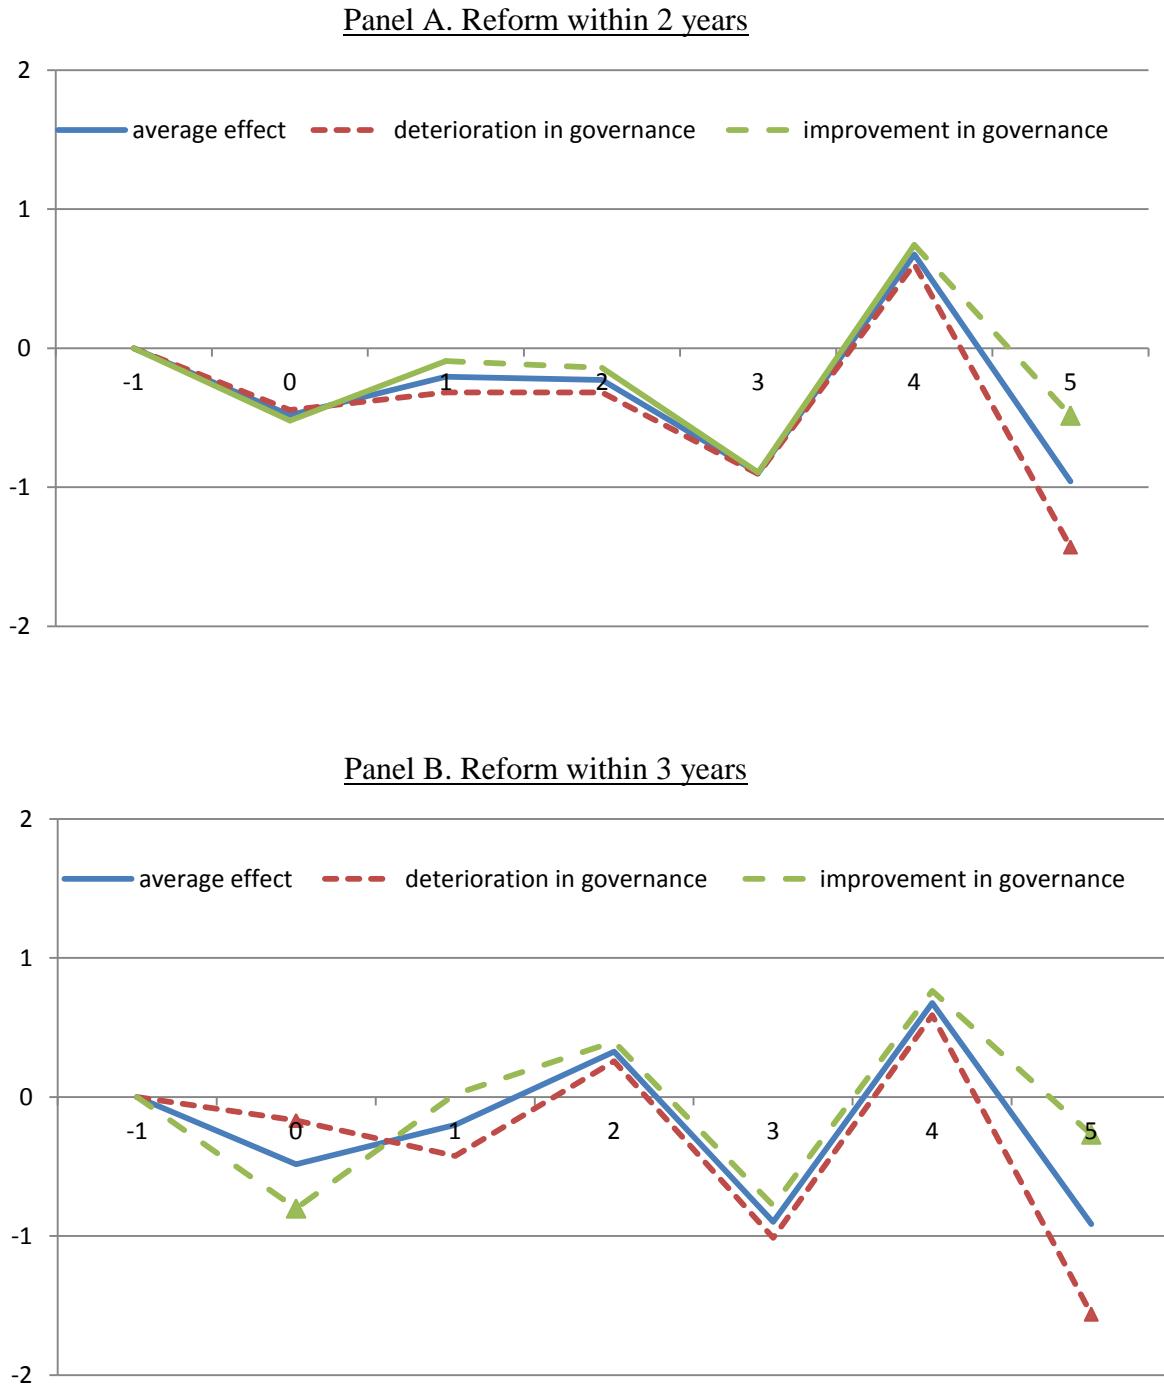 Panel A. Reform within 2 years
2
average effect deterioration in governance improvement in governance
1
0
-1 0 1 2 3 4 5
-1
-2
Panel B. Reform within 3 years
2
average effect deterioration in governance improvement in governance
1
0
-1 0 1 2 3 4 5
-1
-2